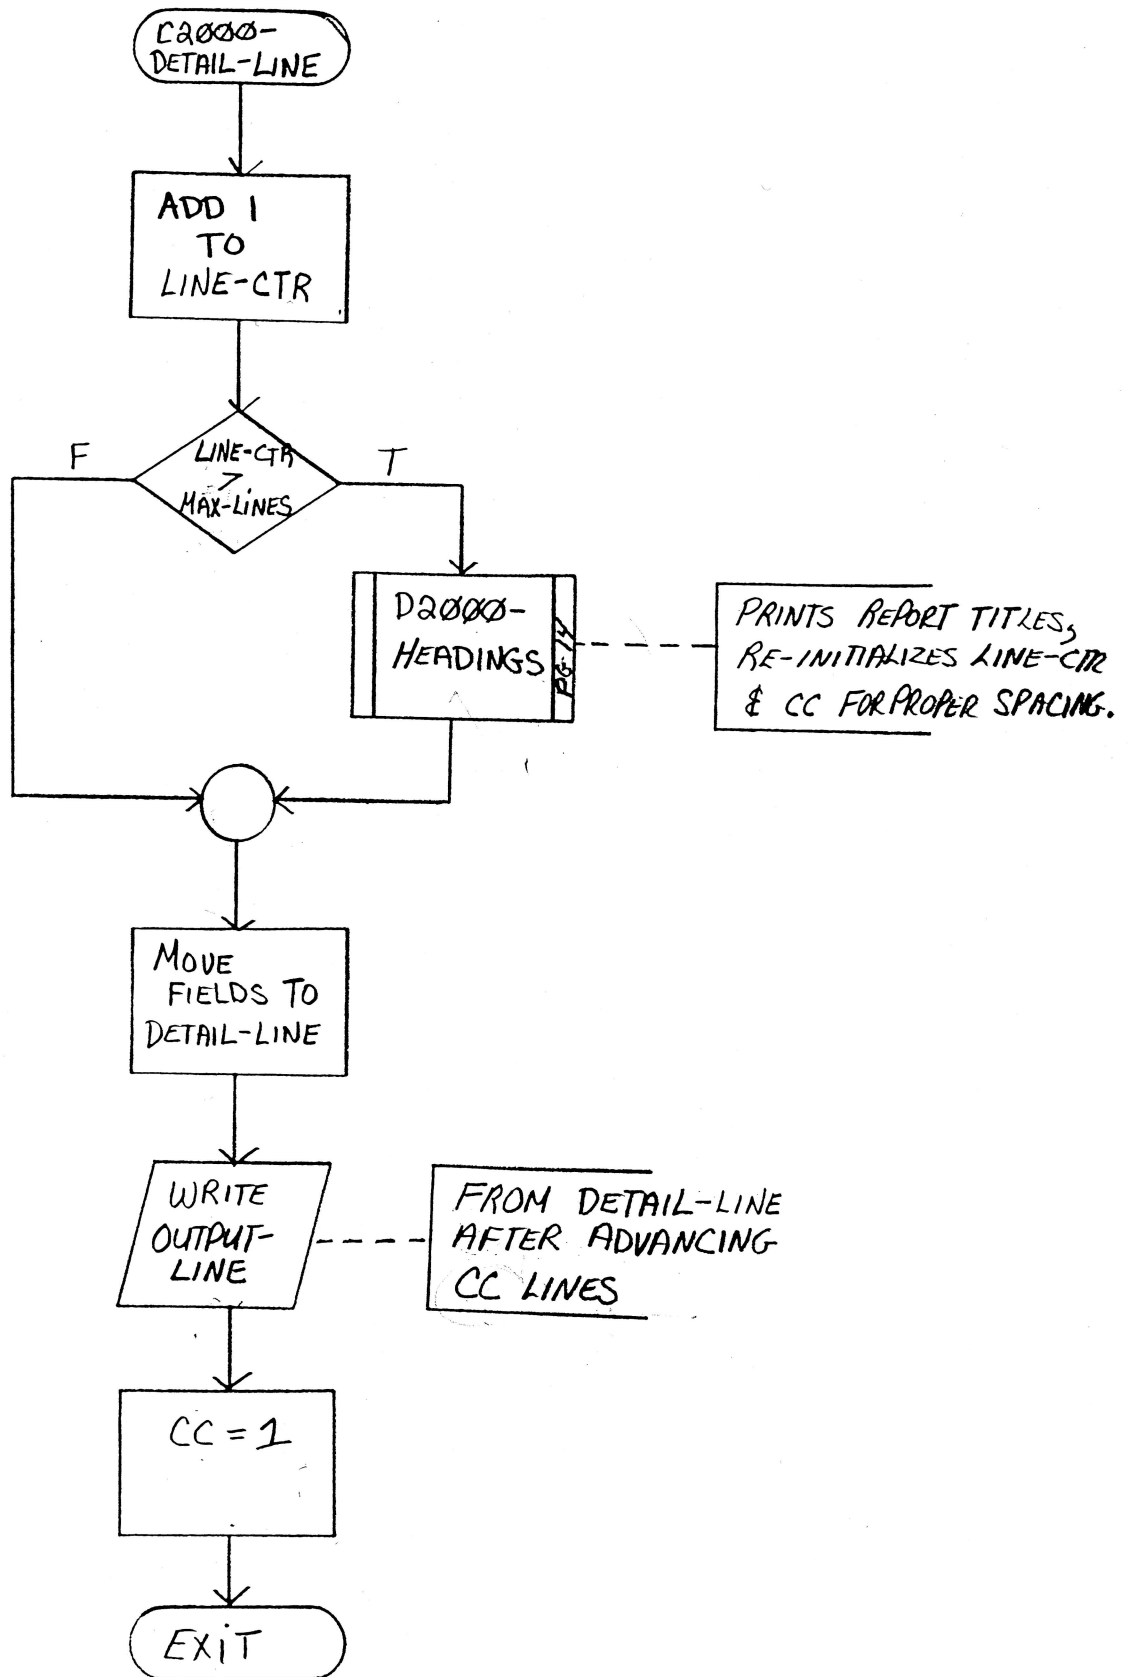 C2ØØØ-
DETAIL-LINE
ADD 1
TO
LINE-CTR
F
LINE-CTR
>
MAX-LINES
T
D2ØØØ-
HEADINGS
PG-14
PRINTS REPORT TITLES,
RE-INITIALIZES LINE-CTR
& CC FOR PROPER SPACING.
MOVE
FIELDS TO
DETAIL-LINE
WRITE
OUTPUT-
LINE
FROM DETAIL-LINE
AFTER ADVANCING
CC LINES
CC = 1
EXIT